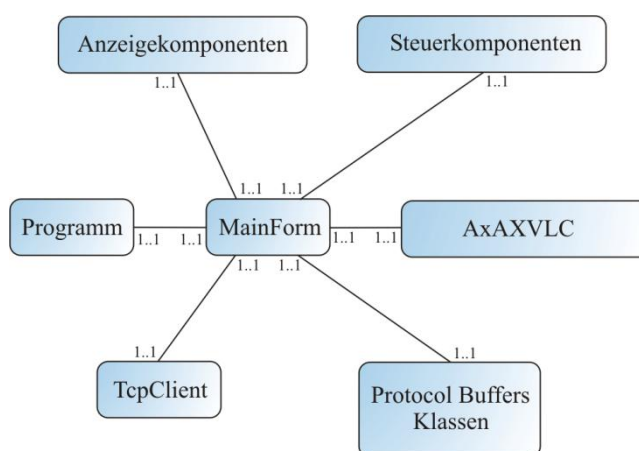 Anzeigekomponenten
Steuerkomponenten
1..1
1..1
1..1
1..1
Programm
MainForm
AxAXVLC
1..1
1..1
1..1
1..1
1..1
1..1
1..1
1..1
TcpClient
Protocol Buffers
Klassen